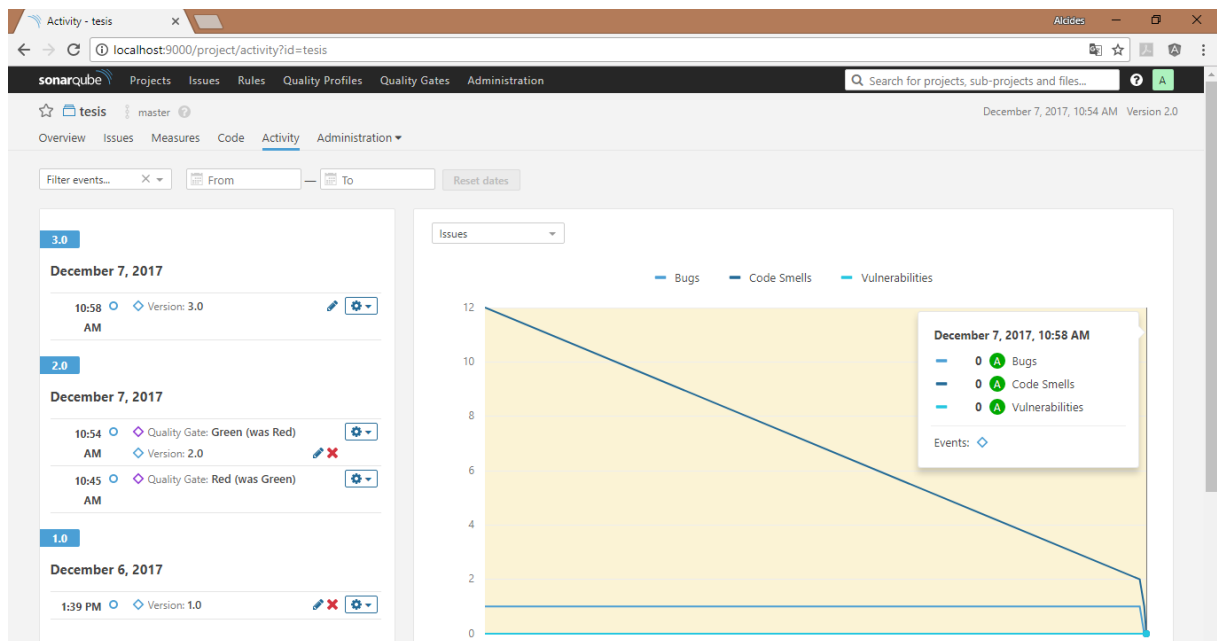 Activity - tesis
Alcides
localhost:9000/project/activity?id=tesis
sonarqube Projects Issues Rules Quality Profiles Quality Gates Administration Search for projects, sub-projects and files... ? A
tesis master ? December 7, 2017, 10:54 AM Version 2.0
Overview Issues Measures Code Activity Administration
Filter events... From — To Reset dates
3.0
December 7, 2017
10:58 AM Version: 3.0
2.0
December 7, 2017
10:54 AM Quality Gate: Green (was Red)
Version: 2.0
10:45 AM Quality Gate: Red (was Green)
1.0
December 6, 2017
1:39 PM Version: 1.0
Issues
Bugs Code Smells Vulnerabilities
12
10
8
6
4
2
0
December 7, 2017, 10:58 AM
0 A Bugs
0 A Code Smells
0 A Vulnerabilities
Events: